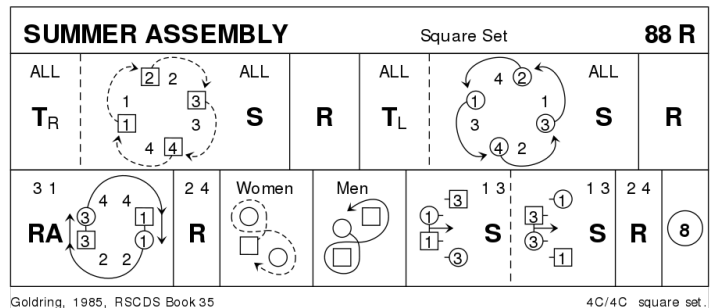 SUMMER ASSEMBLY Square Set 88 R
ALL ALL ALL ALL
2 2 4 2
1 3 1 1
TR S R TL S R
1 3 3 3
4 4 4 2
3 1 2 4 Women Men 1 3 1 3 2 4
4 4 3 1
3 1 1 3
RA R S S R 8
3 1 1 3
2 2 3 1
Goldring, 1985, RSCDS Book 35 4C/4C square set.